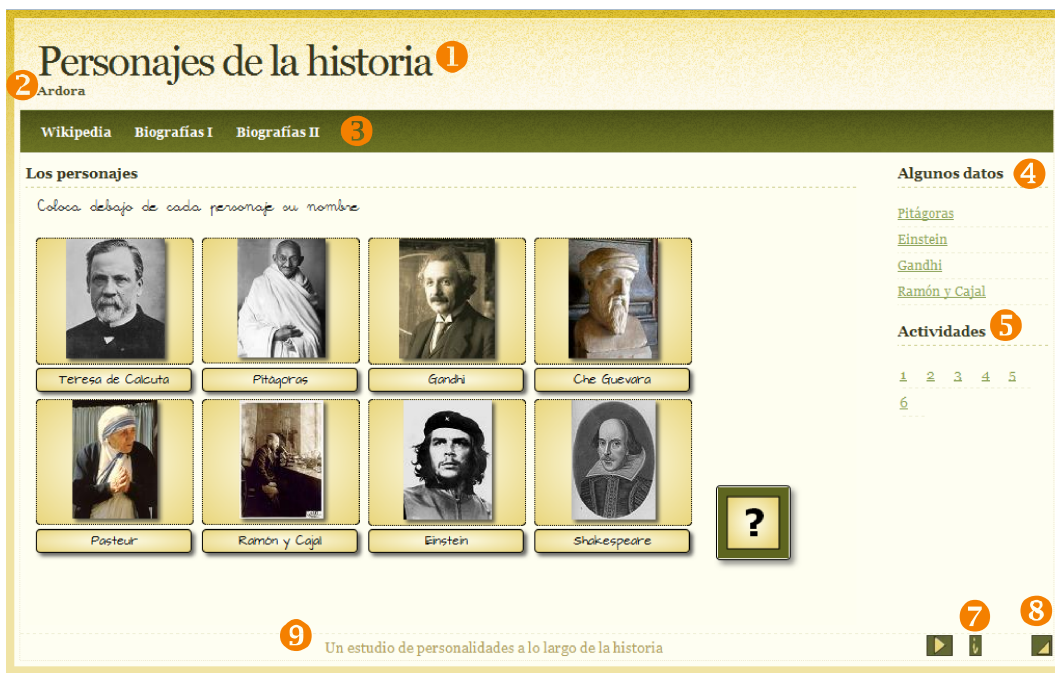 Personajes de la historia 1
2
Ardora
Wikipedia Biografías I Biografías II 3
Los personajes
Coloca debajo de cada personaje su nombre
Teresa de Calcuta Pitágoras Gandhi Che Guevara
Pasteur Ramón y Cajal Einstein Shakespeare
?
Algunos datos 4
Pitágoras
Einstein
Gandhi
Ramón y Cajal
Actividades 5
1 2 3 4 5
6
9 Un estudio de personalidades a lo largo de la historia
7
i
8